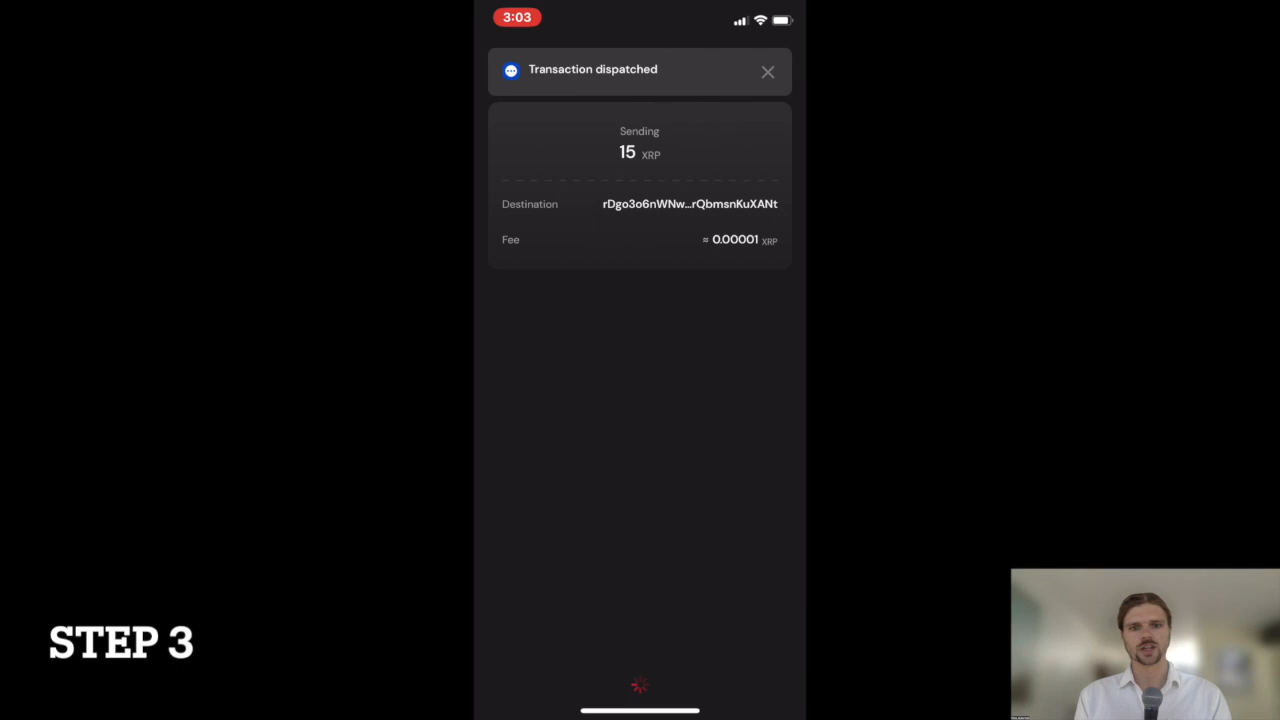 3:03
Transaction dispatched
Sending
15 XRP
Destination rDgo3o6nWNw...rQbmsnKuXANt
Fee ≈ 0.00001 XRP
STEP 3